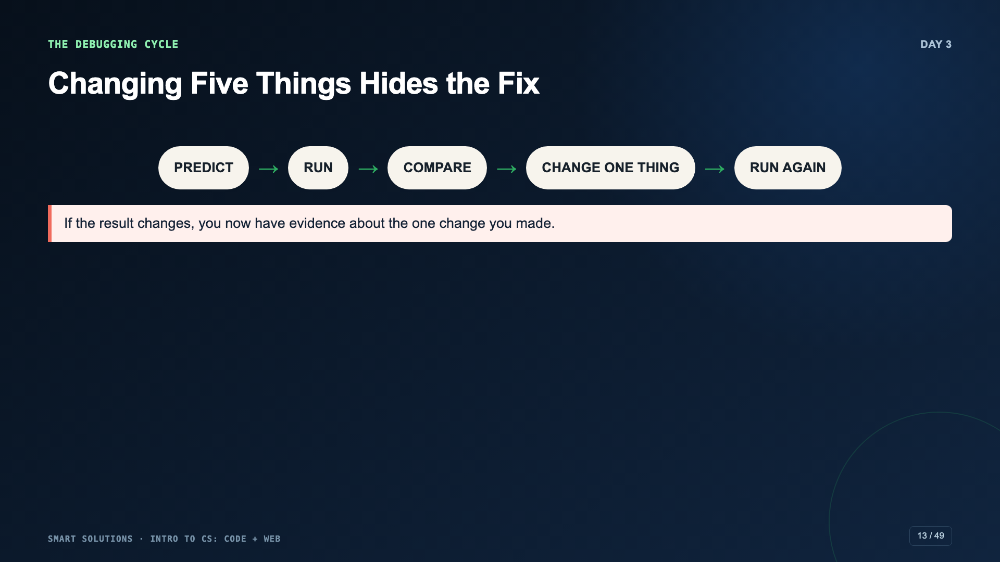 THE DEBUGGING CYCLE
DAY 3
Changing Five Things Hides the Fix
PREDICT → RUN → COMPARE → CHANGE ONE THING → RUN AGAIN
If the result changes, you now have evidence about the one change you made.
SMART SOLUTIONS · INTRO TO CS: CODE + WEB
13 / 49